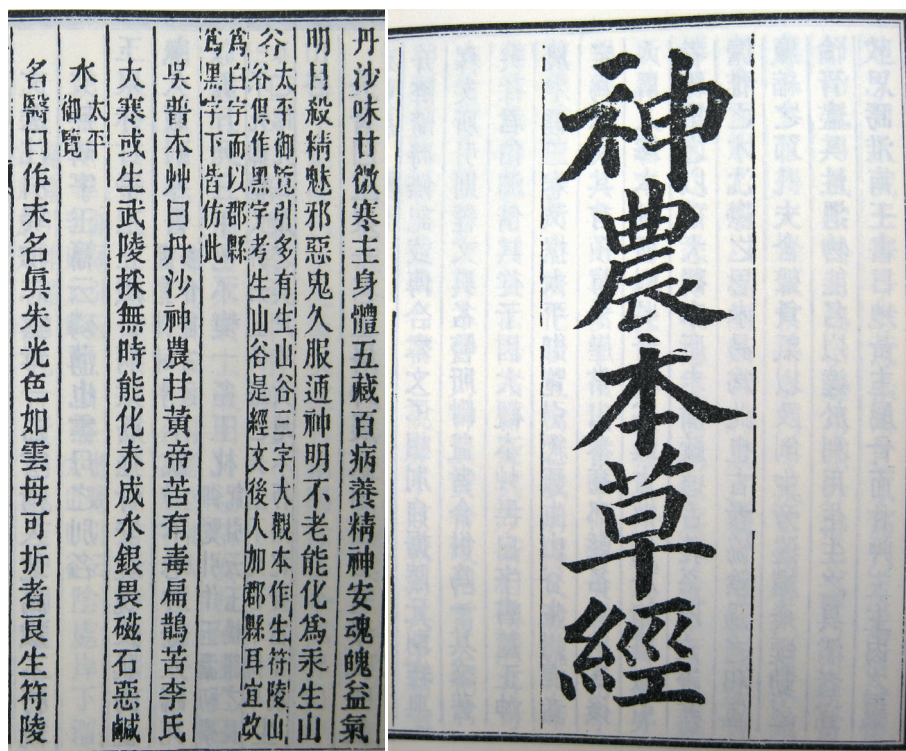 神農本草經
丹沙味甘微寒主身體五藏百病養精神安魂魄益氣
明目殺精魅邪惡鬼久服通神明不老能化爲汞生山
谷
太平御覽引多有生山谷三字大觀本作生符陵山
谷俱作黑字考生山谷是經文後人加郡縣耳宜改
爲白字而以郡縣
爲黑字下皆仿此
吳普本艸曰丹沙神農甘黃帝苦有毒扁鵲苦李氏
大寒或生武陵採無時能化未成水銀畏磁石惡鹹
水
太平
御覽
名醫曰作末名眞朱光色如雲母可折者良生符陵